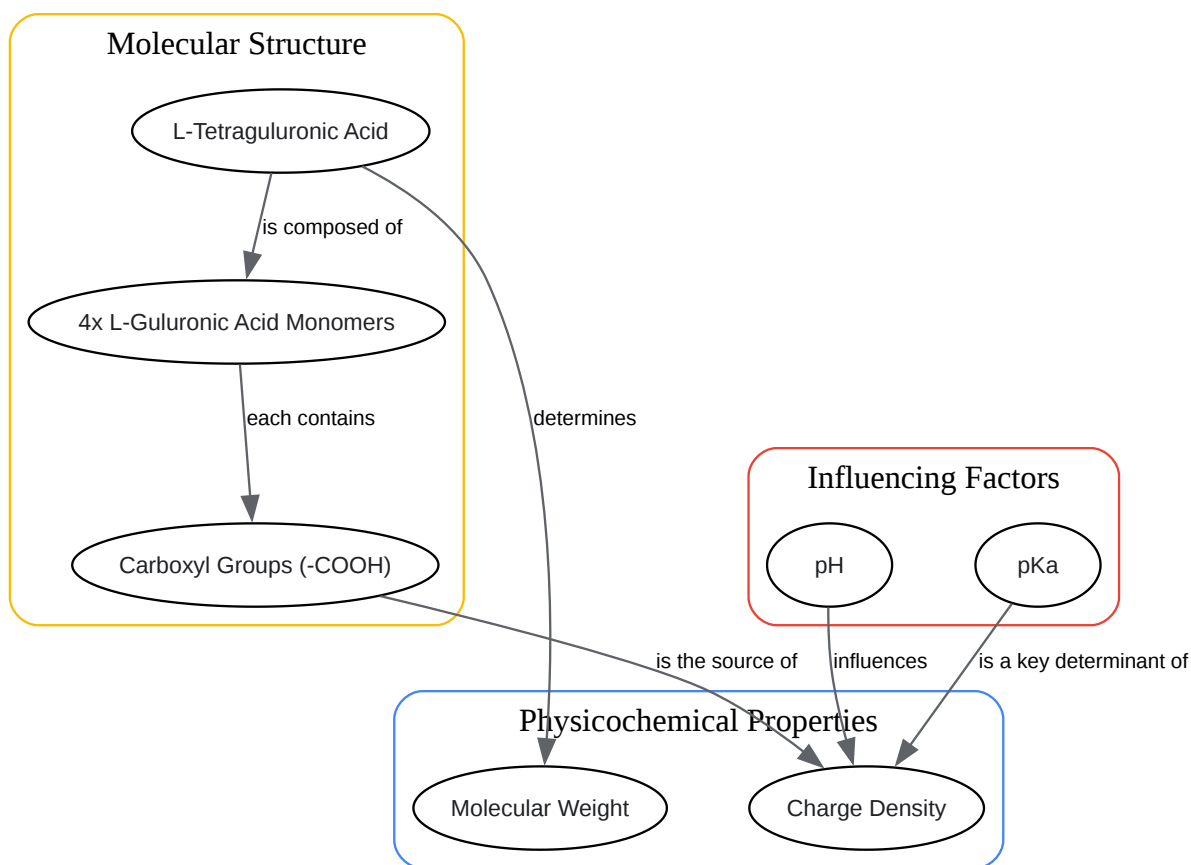 Molecular Structure
L-Tetraguluronic Acid
is composed of
4x L-Guluronic Acid Monomers
each contains
determines
Influencing Factors
Carboxyl Groups (-COOH)
pH
pKa
is the source of
influences
is a key determinant of
Physicochemical Properties
Molecular Weight
Charge Density